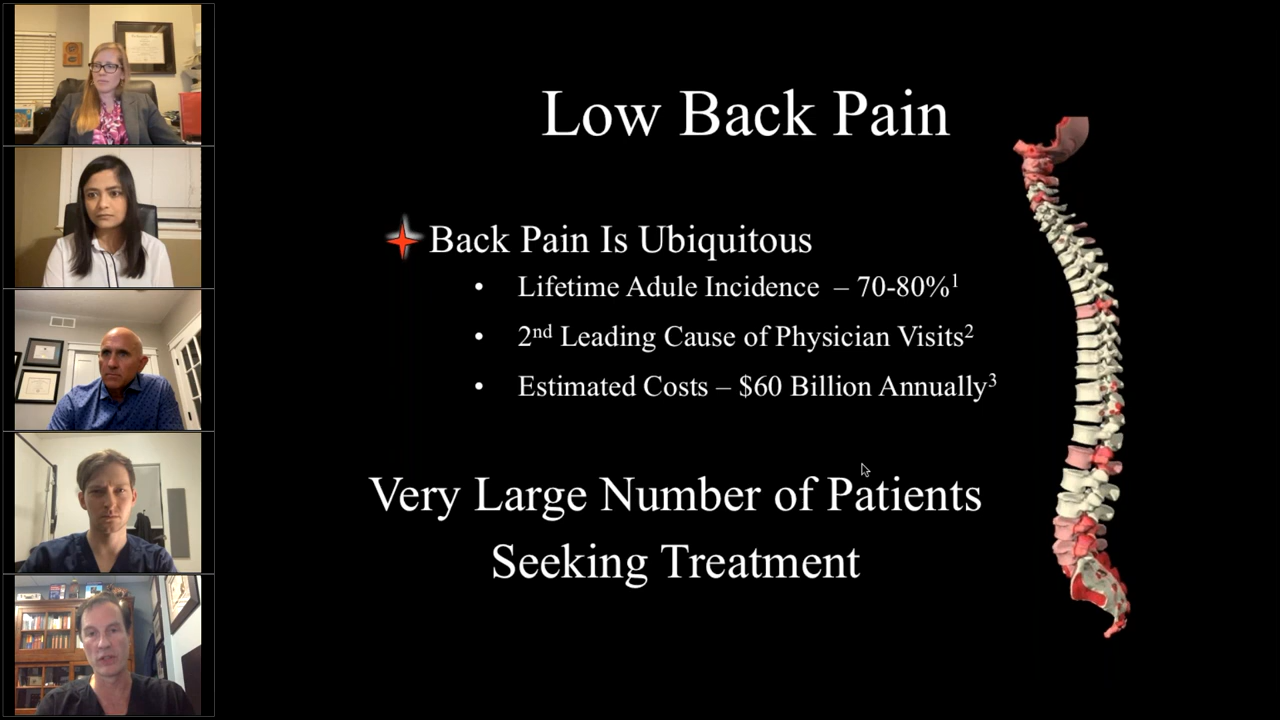 Low Back Pain
Back Pain Is Ubiquitous
• Lifetime Adule Incidence – 70-80%¹
• 2nd Leading Cause of Physician Visits²
• Estimated Costs – $60 Billion Annually³
Very Large Number of Patients
Seeking Treatment